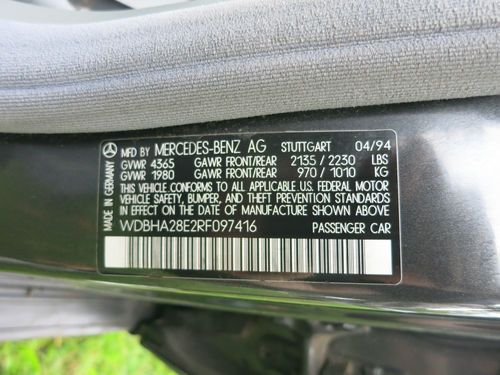 MADE IN GERMANY
MFD BY MERCEDES-BENZ AG STUTTGART 04/94
GVWR 4365 GAWR FRONT/REAR 2135/2230 LBS
GVWR 1980 GAWR FRONT/REAR 970/1010 KG
THIS VEHICLE CONFORMS TO ALL APPLICABLE U.S. FEDERAL MOTOR
VEHICLE SAFETY, BUMPER, AND THEFT PREVENTION STANDARDS
IN EFFECT ON THE DATE OF MANUFACTURE SHOWN ABOVE.
WDBHA28E2RF097416 PASSENGER CAR